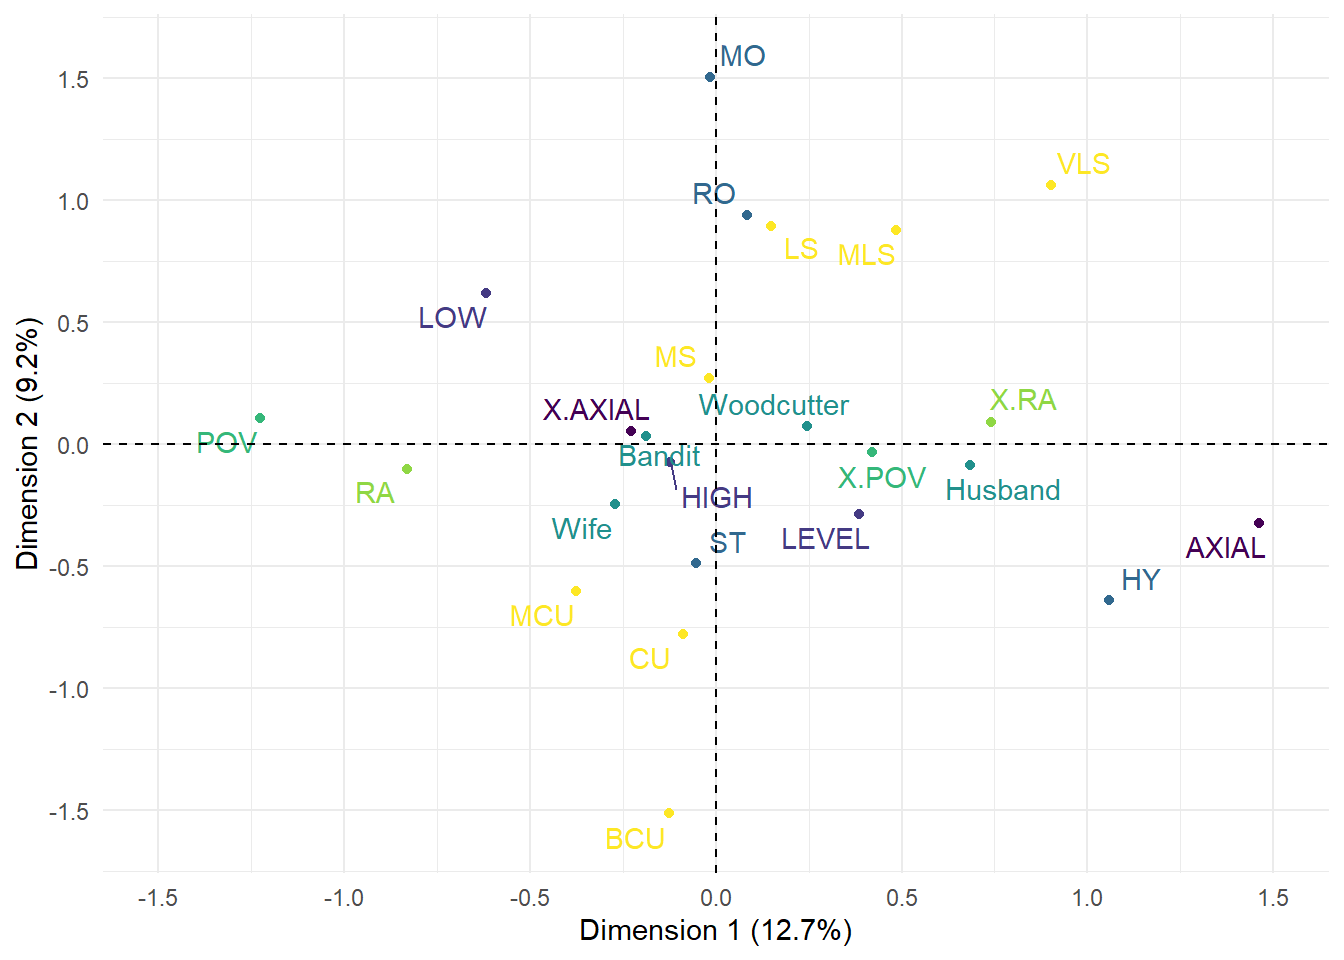 MO
1.5
VLS
RO
1.0
LS
MLS
LOW
0.5
MS
X.RA
Woodcutter
X.AXIAL
POV
0.0
Bandit
X.POV
Husband
RA
HIGH
Wife
LEVEL
ST
AXIAL
-0.5
HY
MCU
CU
-1.0
-1.5
BCU
-1.5
-1.0
-0.5
0.0
0.5
1.0
1.5
Dimension 1 (12.7%)
Dimension 2 (9.2%)